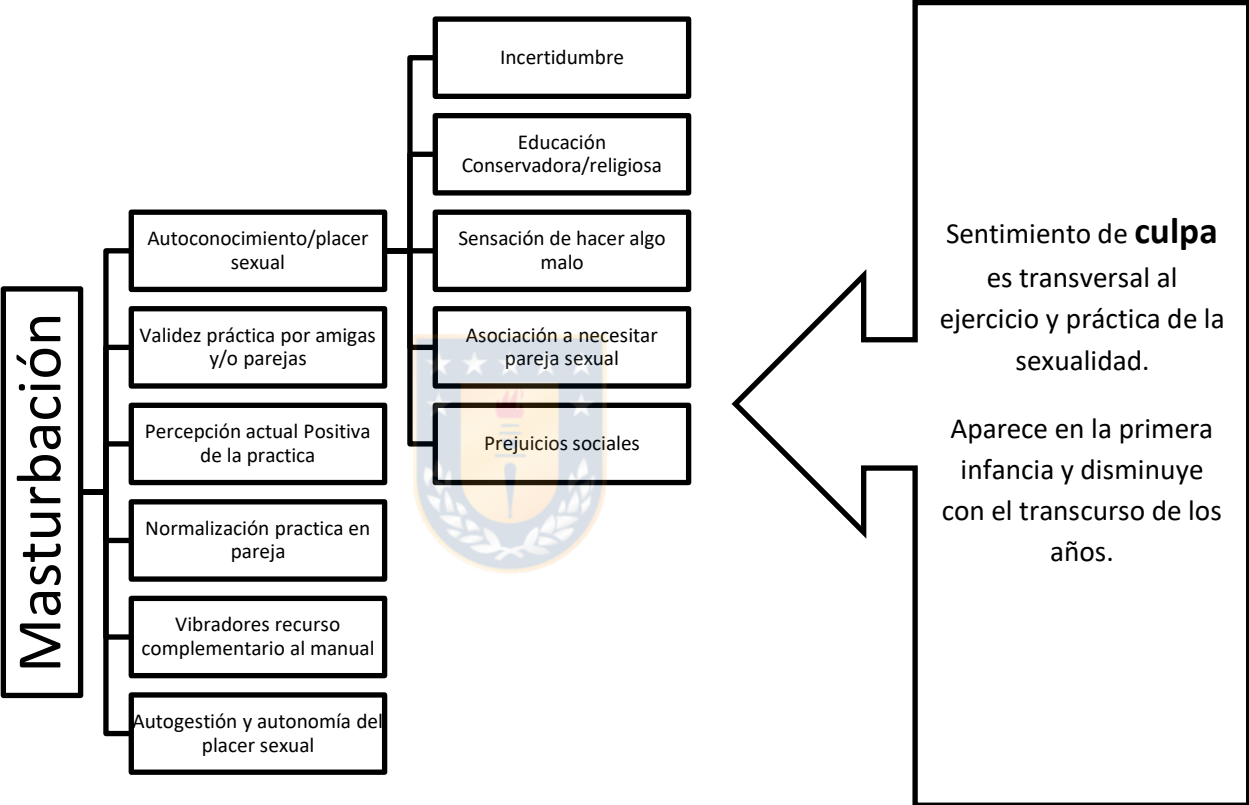 Masturbación
Autoconocimiento/placer
sexual
Validez práctica por amigas
y/o parejas
Percepción actual Positiva
de la practica
Normalización practica en
pareja
Vibradores recurso
complementario al manual
Autogestión y autonomía del
placer sexual
Incertidumbre
Educación
Conservadora/religiosa
Sensación de hacer algo
malo
Asociación a necesitar
pareja sexual
Prejuicios sociales
Sentimiento de culpa
es transversal al
ejercicio y práctica de la
sexualidad.
Aparece en la primera
infancia y disminuye
con el transcurso de los
años.